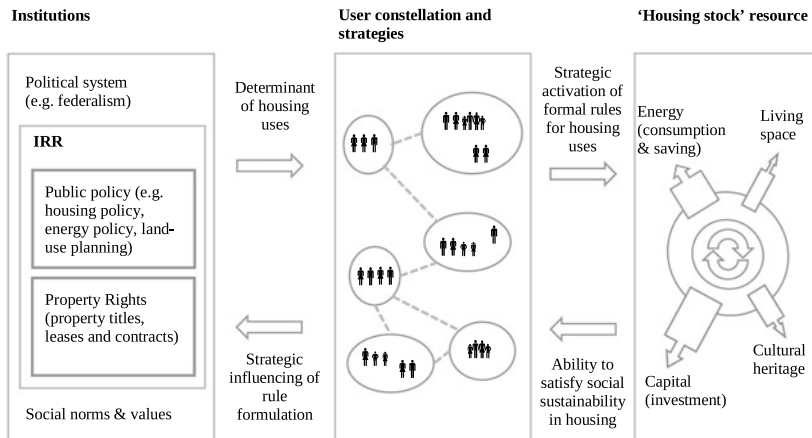 Institutions
Political system
(e.g. federalism)
IRR
Public policy (e.g.
housing policy,
energy policy, land-
use planning)
Property Rights
(property titles,
leases and contracts)
Social norms & values
Determinant
of housing
uses
Strategic
influencing of
rule
formulation
User constellation and
strategies
Strategic
activation of
formal rules
for housing
uses
Ability to
satisfy social
sustainability
in housing
‘Housing stock’ resource
Energy
(consumption
& saving)
Living
space
Capital
(investment)
Cultural
heritage